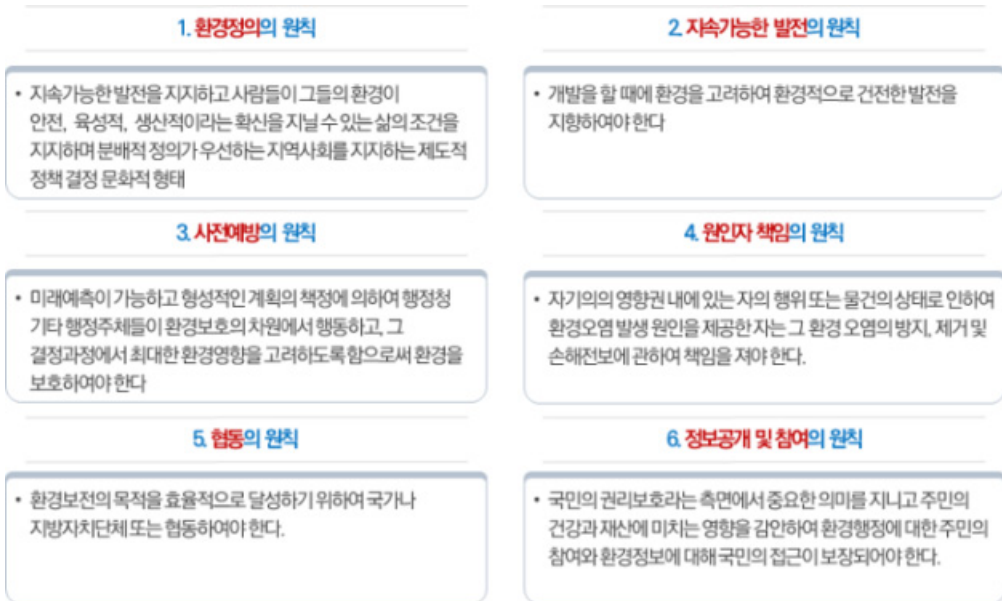 1. 환경정의의 원칙
• 지속가능한 발전을 지지하고 사람들이 그들의 환경이
안전, 육성적, 생산적이라는 확신을 지닐 수 있는 삶의 조건을
지지하며 분배적 정의가 우선하는 지역사회를 지지하는 제도적
정책 결정 문화적 형태
2. 지속가능한 발전의 원칙
• 개발을 할 때에 환경을 고려하여 환경적으로 건전한 발전을
지향하여야 한다
3. 사전예방의 원칙
• 미래예측이 가능하고 형성적인 계획의 책정에 의하여 행정청
기타 행정주체들이 환경보호의 차원에서 행동하고, 그
결정과정에서 최대한 환경영향을 고려하도록 함으로써 환경을
보호하여야 한다
4. 원인자 책임의 원칙
• 자기의의 영향권 내에 있는 자의 행위 또는 물건의 상태로 인하여
환경오염 발생 원인을 제공한 자는 그 환경 오염의 방지, 제거 및
손해전보에 관하여 책임을 져야 한다.
5. 협동의 원칙
• 환경보전의 목적을 효율적으로 달성하기 위하여 국가나
지방자치단체 또는 협동하여야 한다.
6. 정보공개 및 참여의 원칙
• 국민의 권리보호라는 측면에서 중요한 의미를 지니고 주민의
건강과 재산에 미치는 영향을 감안하여 환경행정에 대한 주민의
참여와 환경정보에 대해 국민의 접근이 보장되어야 한다.